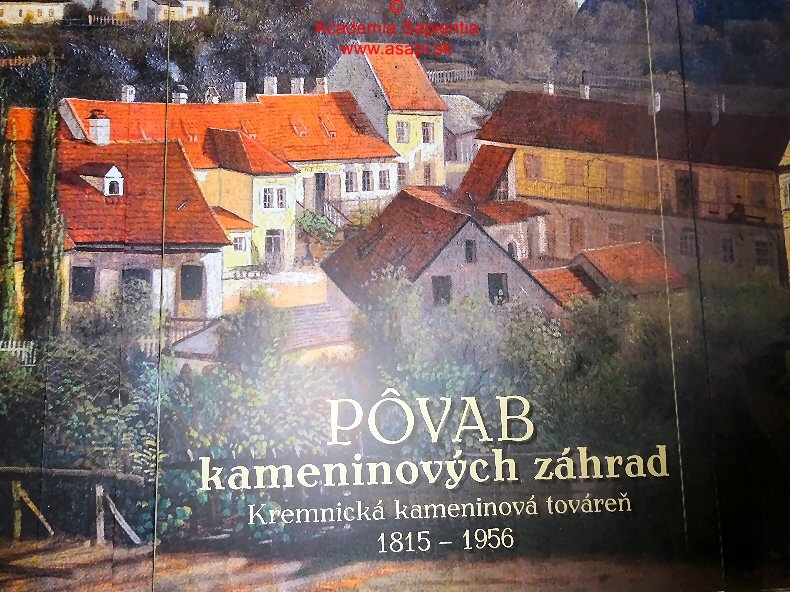 ©
Academia Sapientia
www.asapi.sk
PÔVAB
kameninových záhrad
Kremnická kameninová továreň
1815 – 1956